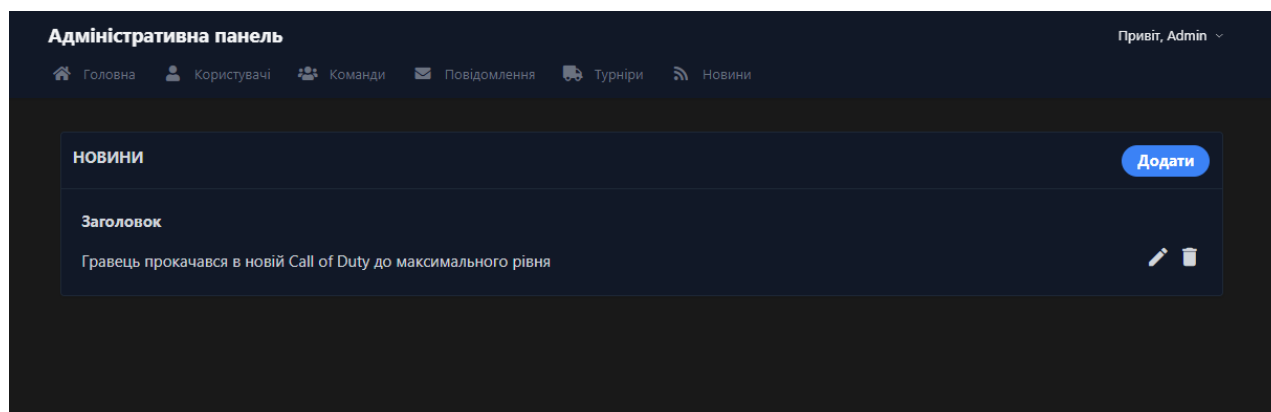 Адміністративна панель
Привіт, Admin
Головна Користувачі Команди Повідомлення Турніри Новини
НОВИНИ
Додати
Заголовок
Гравець прокачався в новій Call of Duty до максимального рівня